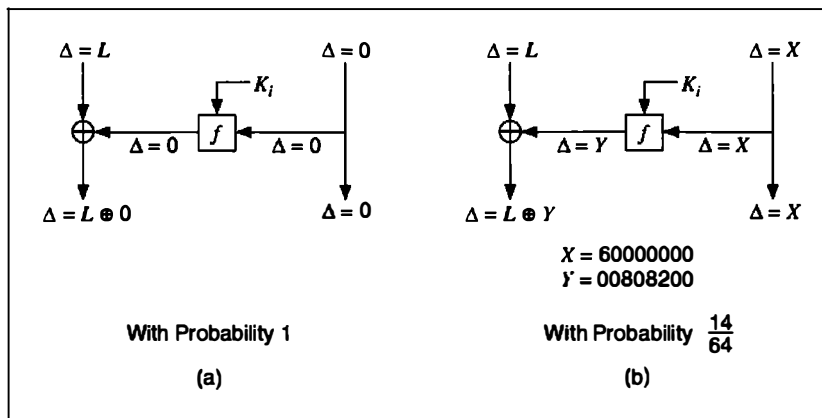 Δ = L
Δ = 0
K_i
f
Δ = 0
Δ = 0
Δ = L ⊕ 0
Δ = 0
With Probability 1
(a)
Δ = L
Δ = X
K_i
f
Δ = Y
Δ = X
Δ = L ⊕ Y
Δ = X
X = 60000000
Y = 00808200
With Probability 14/64
(b)